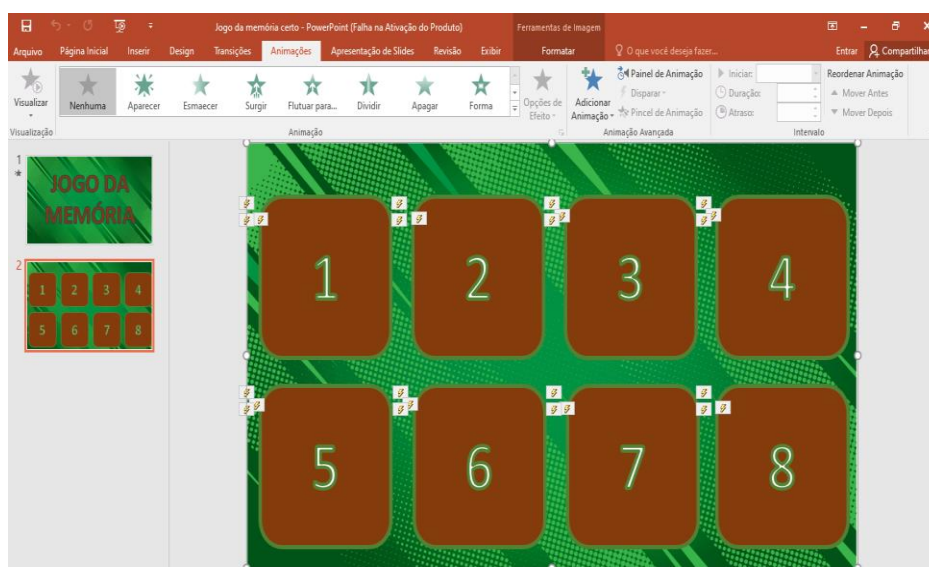 Jogo da memória certo - PowerPoint (Falha na Ativação do Produto)
Ferramentas de Imagem
Arquivo Página Inicial Inserir Design Transições Animações Apresentação de Slides Revisão Exibir Formatar O que você deseja fazer... Entrar Compartilhar
Visualizar
Nenhuma Aparecer Esmaecer Surgir Flutuar para... Dividir Apagar Forma
Opções de Efeito
Adicionar Animação
Painel de Animação
Disparar
Pincel de Animação
Iniciar:
Duração:
Atraso:
Reordenar Animação
Mover Antes
Mover Depois
Visualização Animação Animação Avançada Intervalo
1
JOGO DA
MEMÓRIA
2
1 2 3 4
5 6 7 8
1 2 3 4
5 6 7 8